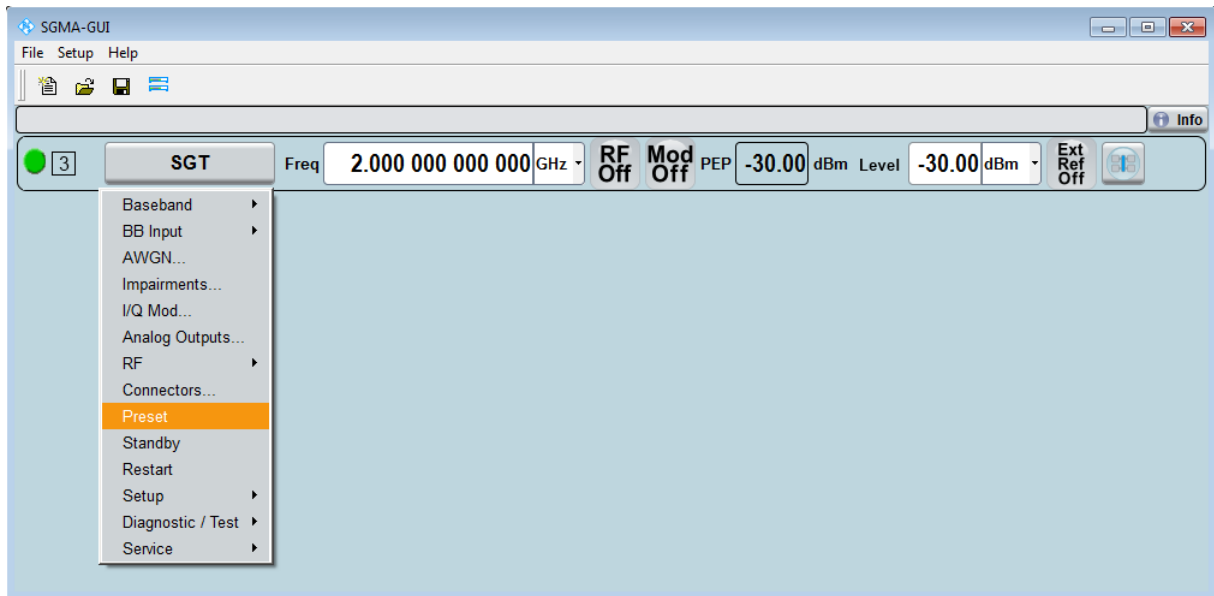 SGMA-GUI
File Setup Help
Info
3 SGT Freq 2.000 000 000 000 GHz RF Off Mod Off PEP -30.00 dBm Level -30.00 dBm Ext Ref Off
Baseband
BB Input
AWGN...
Impairments...
I/Q Mod...
Analog Outputs...
RF
Connectors...
Preset
Standby
Restart
Setup
Diagnostic / Test
Service